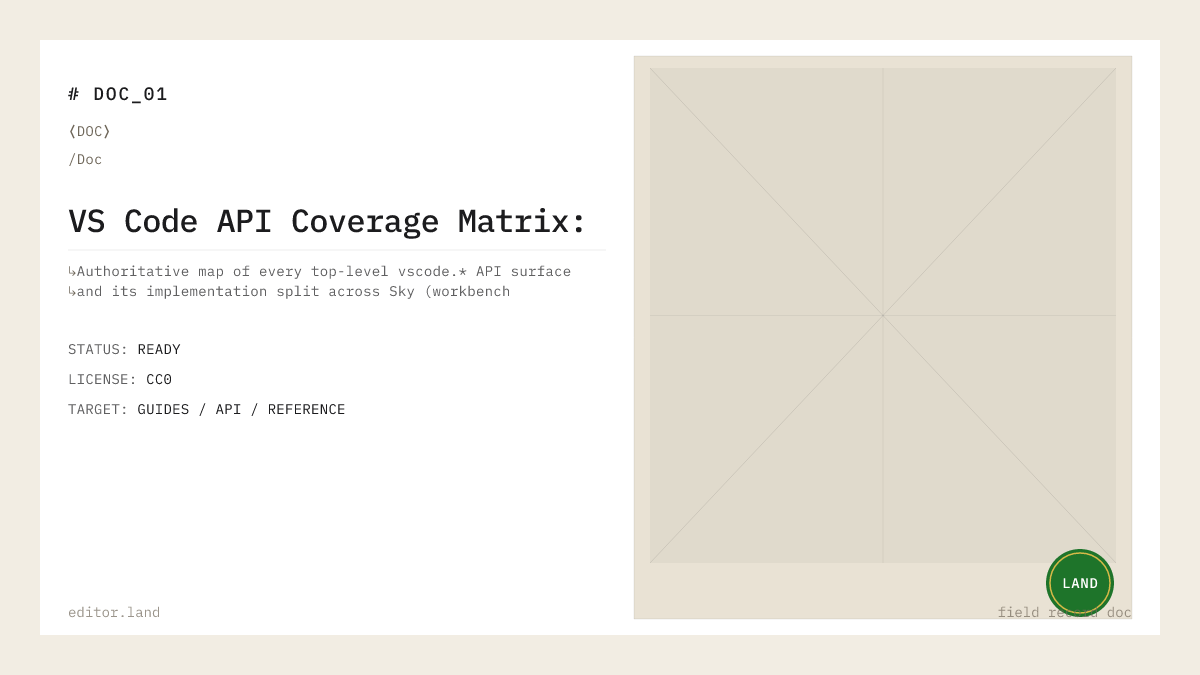 # DOC_01
⟨DOC⟩
/Doc
VS Code API Coverage Matrix:
↳Authoritative map of every top-level vscode.* API surface
↳and its implementation split across Sky (workbench
STATUS: READY
LICENSE: CC0
TARGET: GUIDES / API / REFERENCE
LAND
editor.land
field record doc